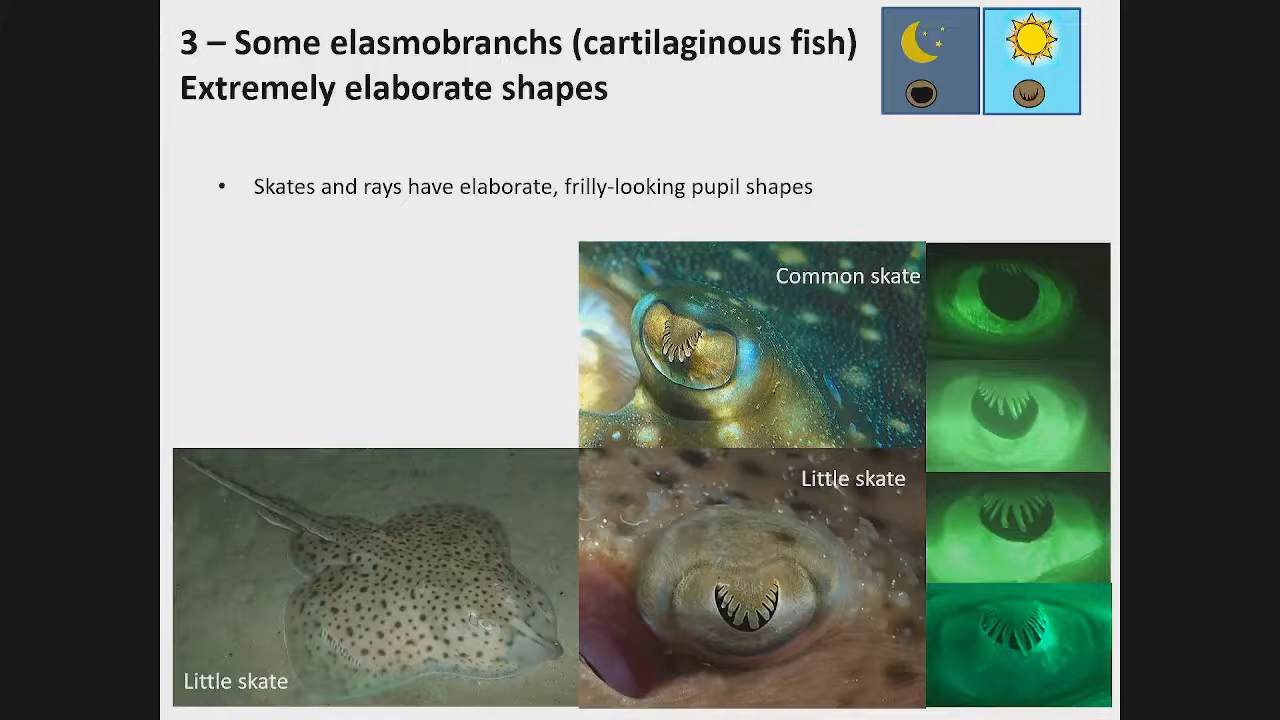 3 – Some elasmobranchs (cartilaginous fish)
Extremely elaborate shapes
• Skates and rays have elaborate, frilly-looking pupil shapes
Common skate
Little skate
Little skate